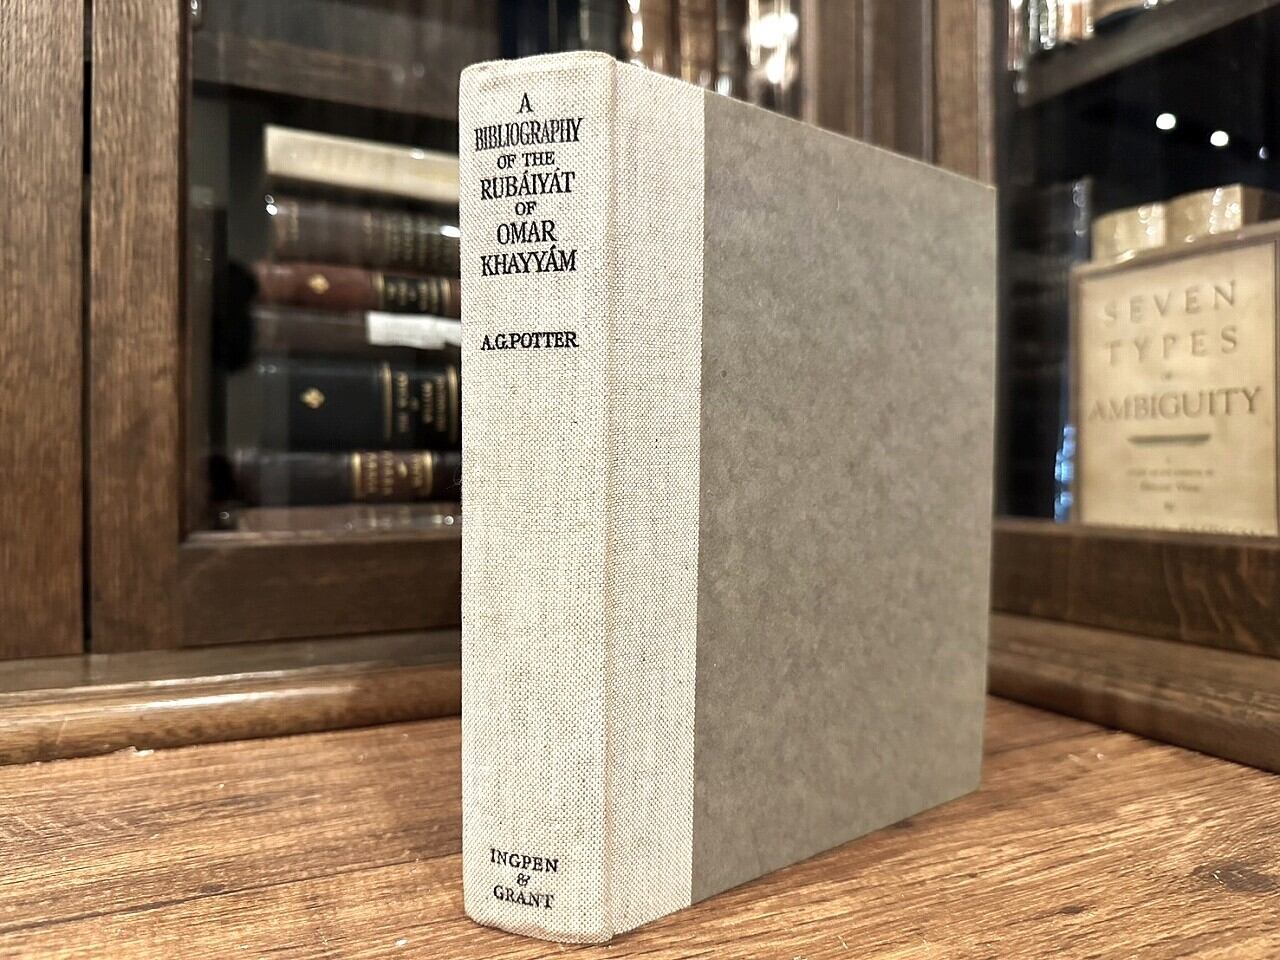 A
BIBLIOGRAPHY
OF THE
RUBÁIYÁT
OF
OMAR
KHAYYÁM
A.G.POTTER
INGPEN
&
GRANT
SEVEN
TYPES
AMBIGUITY